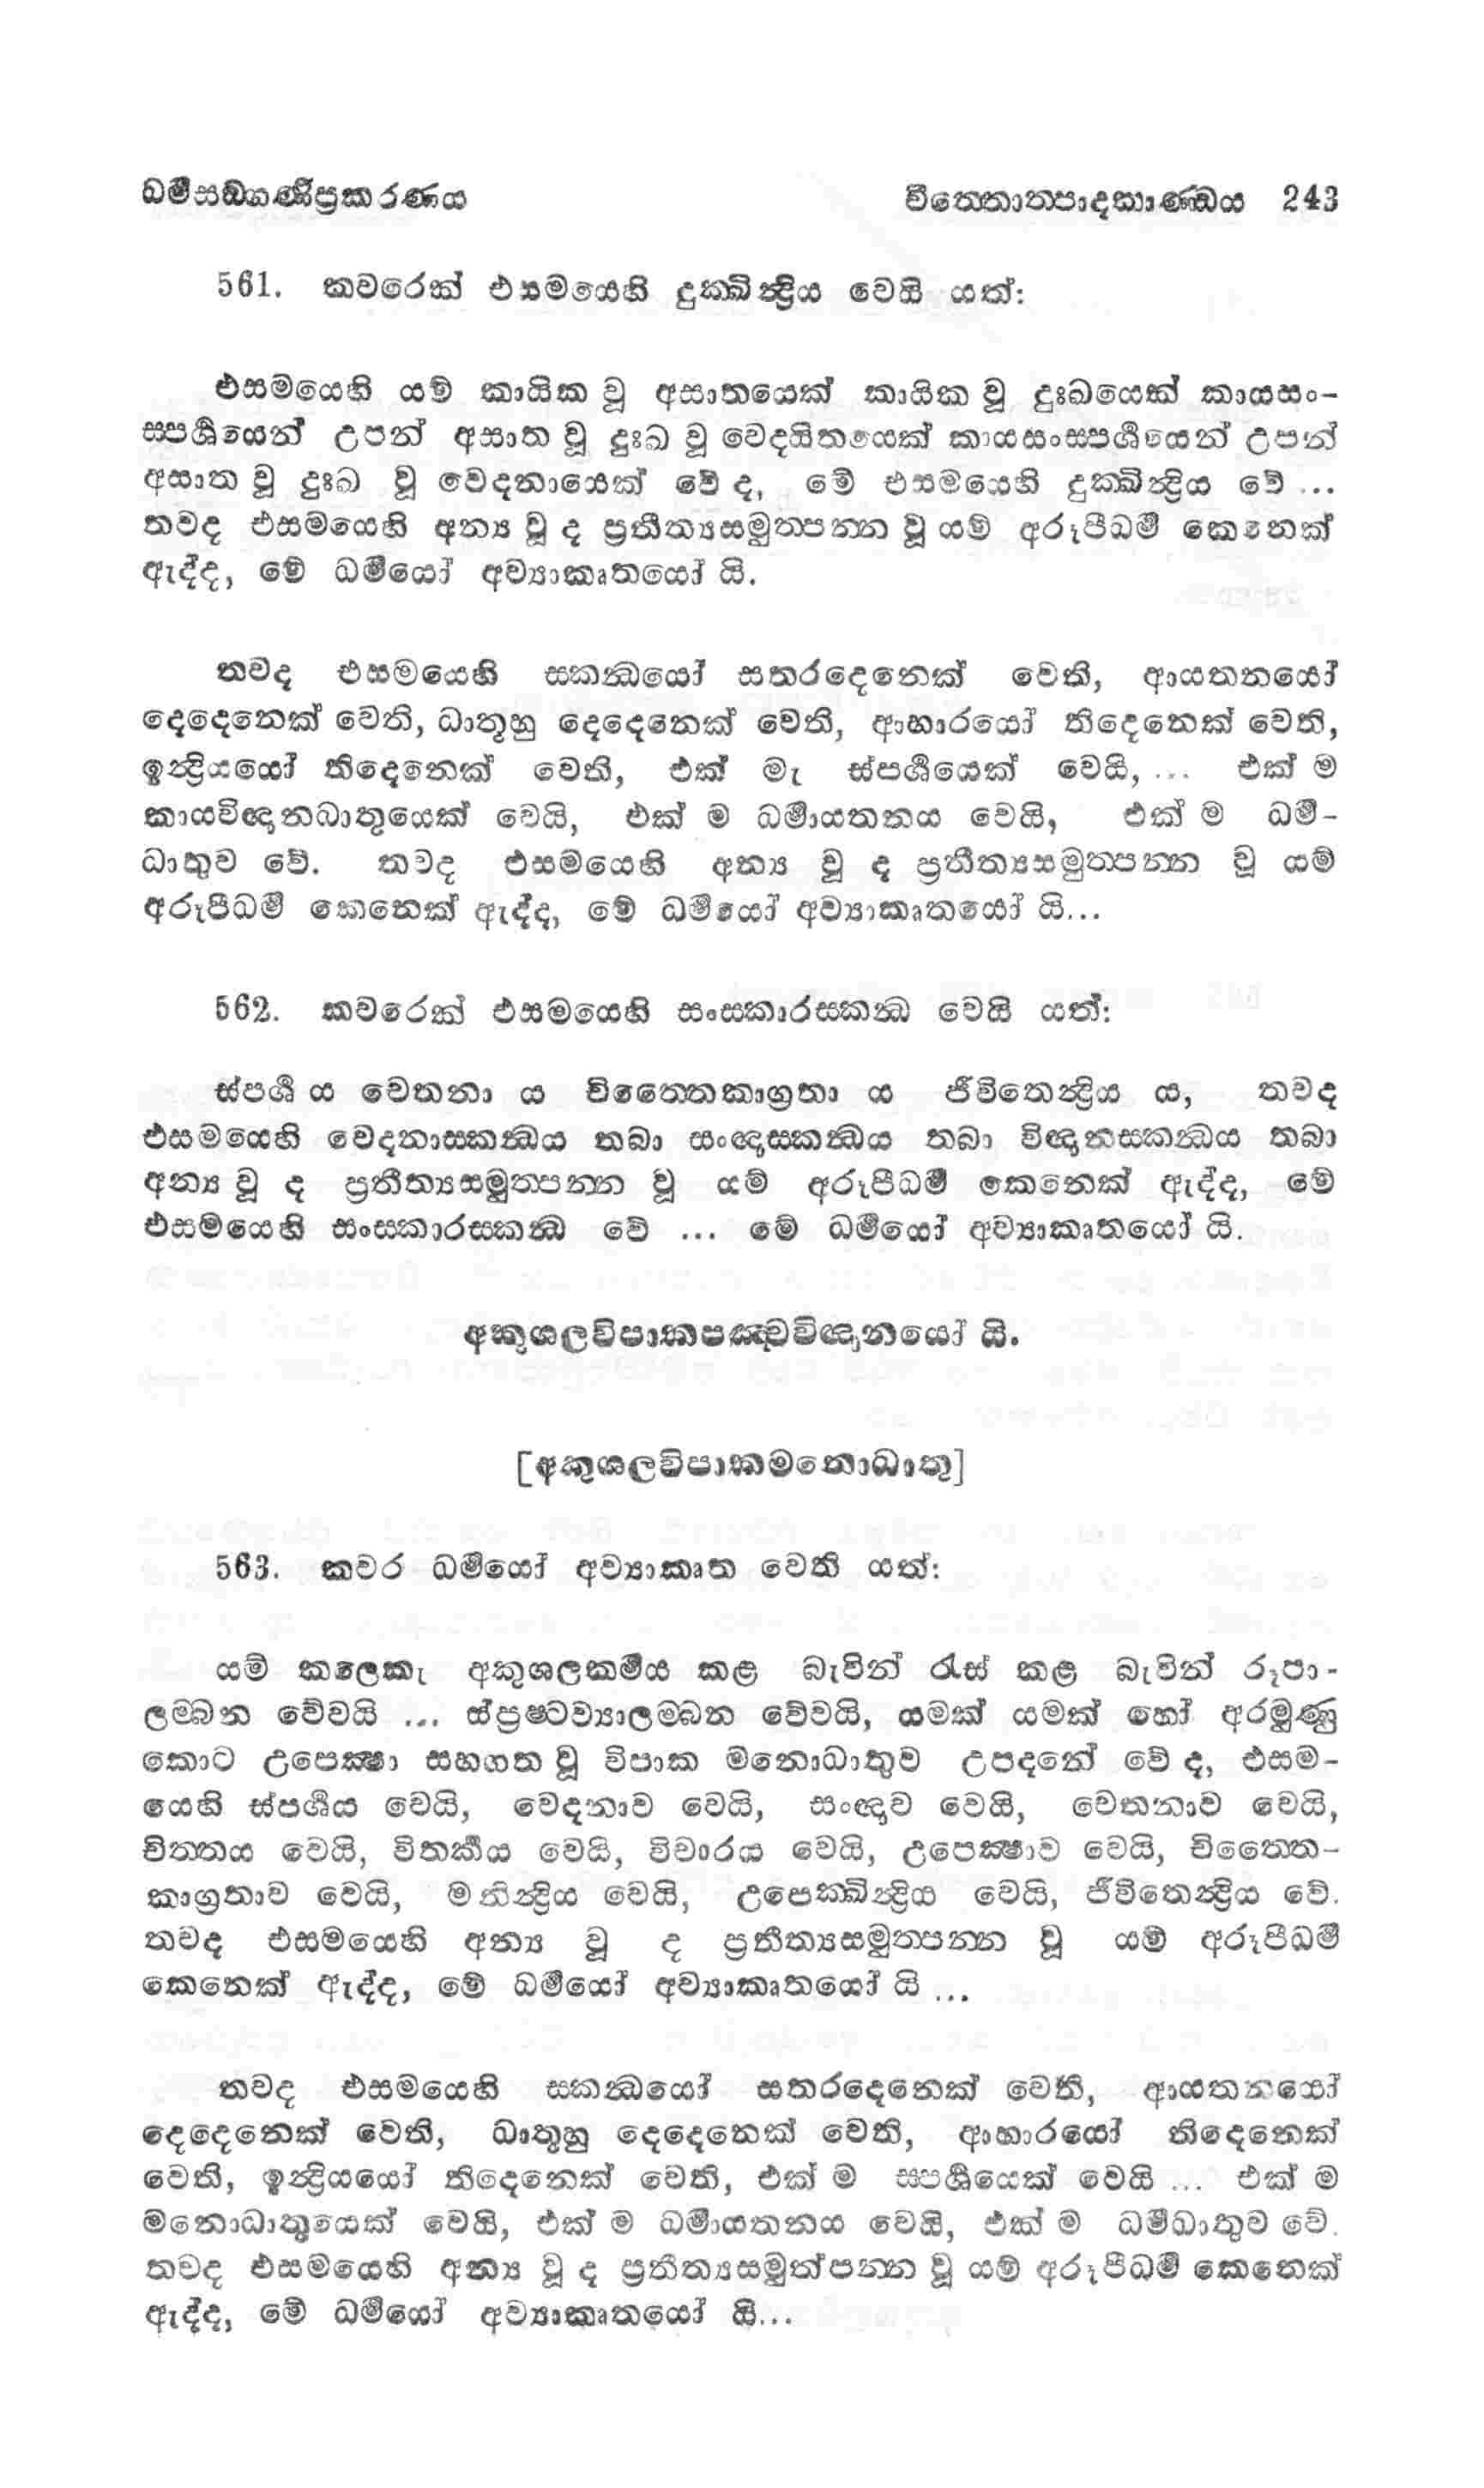 ධර්මසඞ්ගණීප්‍රකරණය චිත්තොත්පාදකාණ්ඩය 243
561. කවරෙක් එසමයෙහි දුක්ඛින්ද්‍රිය වෙයි යත්:
එසමයෙහි යම් කායික වූ අසාතයෙක් කායික වූ දුඃඛයෙක් කායසං-
ස්පර්ශයෙන් උපන් අසාත වූ දුඃඛ වූ වෙදයිතයෙක් කායසංස්පර්ශයෙන් උපන්
අසාත වූ දුඃඛ වූ වෙදනායෙක් වේ ද, මේ එසමයෙහි දුක්ඛින්ද්‍රිය වේ ...
තවද එසමයෙහි අන්‍ය වූ ද ප්‍රතීත්‍යසමුත්පන්න වූ යම් අරූපීධර්ම කෙනෙක්
ඇද්ද, මේ ධර්මයෝ අව්‍යාකෘතයෝ යි.
තවද එසමයෙහි ස්කන්ධයෝ සතරදෙනෙක් වෙති, ආයතනයෝ
දෙදෙනෙක් වෙති, ධාතූහු දෙදෙනෙක් වෙති, ආහාරයෝ තිදෙනෙක් වෙති,
ඉන්ද්‍රියයෝ තිදෙනෙක් වෙති, එක් මැ ස්පර්ශයෙක් වෙයි, ... එක් ම
කායවිඥානධාතුයෙක් වෙයි, එක් ම ධර්මායතනය වෙයි, එක් ම ධර්ම-
ධාතුව වේ. තවද එසමයෙහි අන්‍ය වූ ද ප්‍රතීත්‍යසමුත්පන්න වූ යම්
අරූපීධර්ම කෙනෙක් ඇද්ද, මේ ධර්මයෝ අව්‍යාකෘතයෝ යි...
562. කවරෙක් එසමයෙහි සංස්කාරස්කන්ධ වෙයි යත්:
ස්පර්ශ ය චෙතනා ය චිත්තෛකාග්‍රතා ය ජීවිතෙන්ද්‍රිය ය, තවද
එසමයෙහි වෙදනාස්කන්ධය තබා සංඥාස්කන්ධය තබා විඥානස්කන්ධය තබා
අන්‍ය වූ ද ප්‍රතීත්‍යසමුත්පන්න වූ යම් අරූපීධර්ම කෙනෙක් ඇද්ද, මේ
එසමයෙහි සංස්කාරස්කන්ධ වේ ... මේ ධර්මයෝ අව්‍යාකෘතයෝ යි.
අකුශලවිපාකපඤ්චවිඥානයෝ යි.
[අකුශලවිපාකමනොධාතු]
563. කවර ධර්මයෝ අව්‍යාකෘත වෙති යත්:
යම් කලෙකැ අකුශලකර්මය කළ බැවින් රැස් කළ බැවින් රූපා-
ලම්බන වේවයි ... ස්ප්‍රෂ්ටව්‍යාලම්බන වේවයි, යමක් යමක් හෝ අරමුණු
කොට උපෙක්ෂා සහගත වූ විපාක මනොධාතුව උපදනේ වේ ද, එසම-
යෙහි ස්පර්ශය වෙයි, වෙදනාව වෙයි, සංඥාව වෙයි, චෙතනාව වෙයි,
චිත්තය වෙයි, විතර්කය වෙයි, විචාරය වෙයි, උපෙක්ෂාව වෙයි, චිත්තෛ-
කාග්‍රතාව වෙයි, මනින්ද්‍රිය වෙයි, උපෙක්ඛින්ද්‍රිය වෙයි, ජීවිතෙන්ද්‍රිය වේ.
තවද එසමයෙහි අන්‍ය වූ ද ප්‍රතීත්‍යසමුත්පන්න වූ යම් අරූපීධර්ම
කෙනෙක් ඇද්ද, මේ ධර්මයෝ අව්‍යාකෘතයෝ යි ...
තවද එසමයෙහි ස්කන්ධයෝ සතරදෙනෙක් වෙති, ආයතනයෝ
දෙදෙනෙක් වෙති, ධාතූහු දෙදෙනෙක් වෙති, ආහාරයෝ තිදෙනෙක්
වෙති, ඉන්ද්‍රියයෝ තිදෙනෙක් වෙති, එක් ම ස්පර්ශයෙක් වෙයි ... එක් ම
මනොධාතුයෙක් වෙයි, එක් ම ධර්මායතනය වෙයි, එක් ම ධර්මධාතුව වේ.
තවද එසමයෙහි අන්‍ය වූ ද ප්‍රතීත්‍යසමුත්පන්න වූ යම් අරූපීධර්ම කෙනෙක්
ඇද්ද, මේ ධර්මයෝ අව්‍යාකෘතයෝ යි...